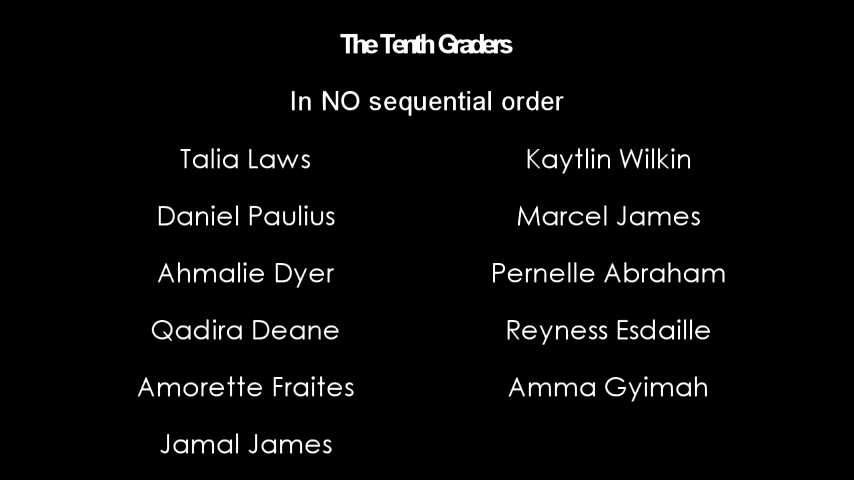 The Tenth Graders
In NO sequential order
Talia Laws
Kaytlin Wilkin
Daniel Paulius
Marcel James
Ahmalie Dyer
Pernelle Abraham
Qadira Deane
Reyness Esdaille
Amorette Fraites
Amma Gyimah
Jamal James